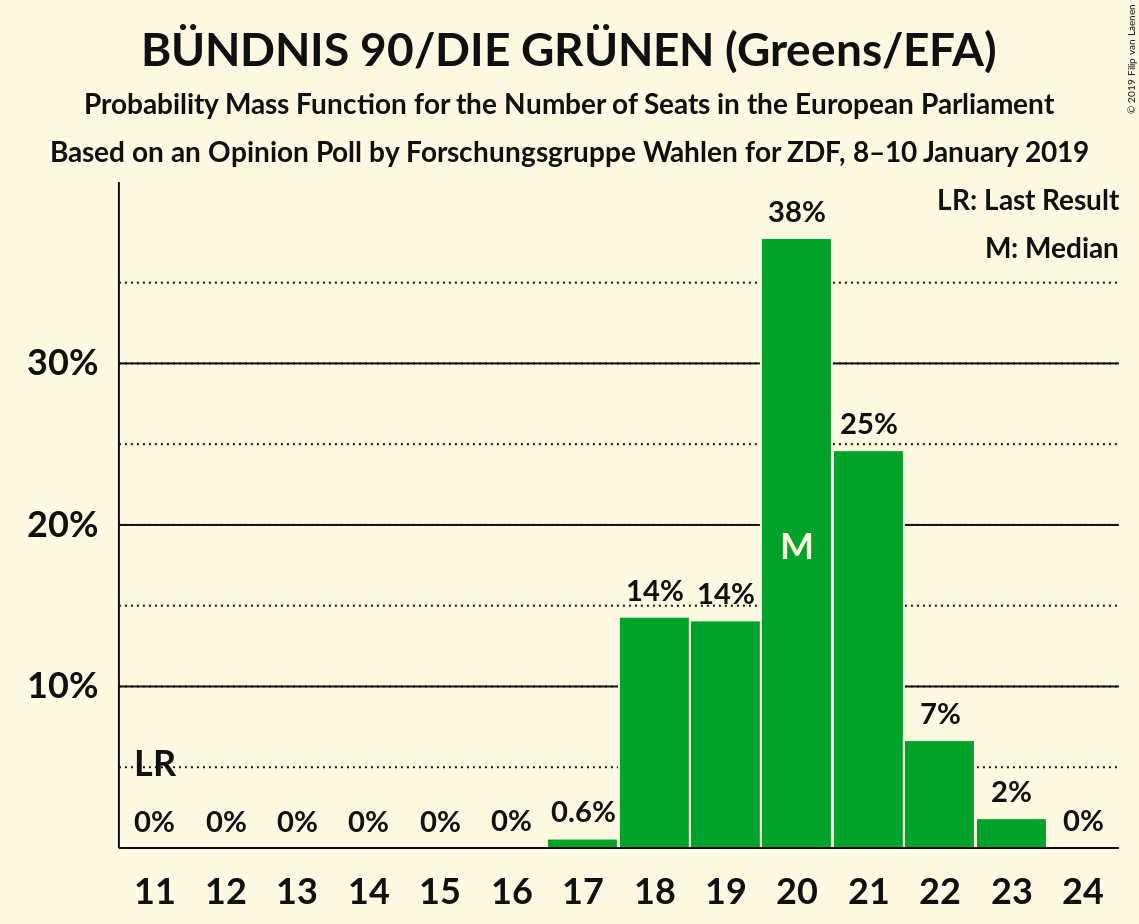 BÜNDNIS 90/DIE GRÜNEN (Greens/EFA)
Probability Mass Function for the Number of Seats in the European Parliament
Based on an Opinion Poll by Forschungsgruppe Wahlen for ZDF, 8–10 January 2019
© 2019 Filip van Laenen
LR: Last Result
M: Median
38%
30%
25%
20%
M
14% 14%
10%
7%
LR
2%
0% 0% 0% 0% 0% 0% 0.6% 0%
11 12 13 14 15 16 17 18 19 20 21 22 23 24